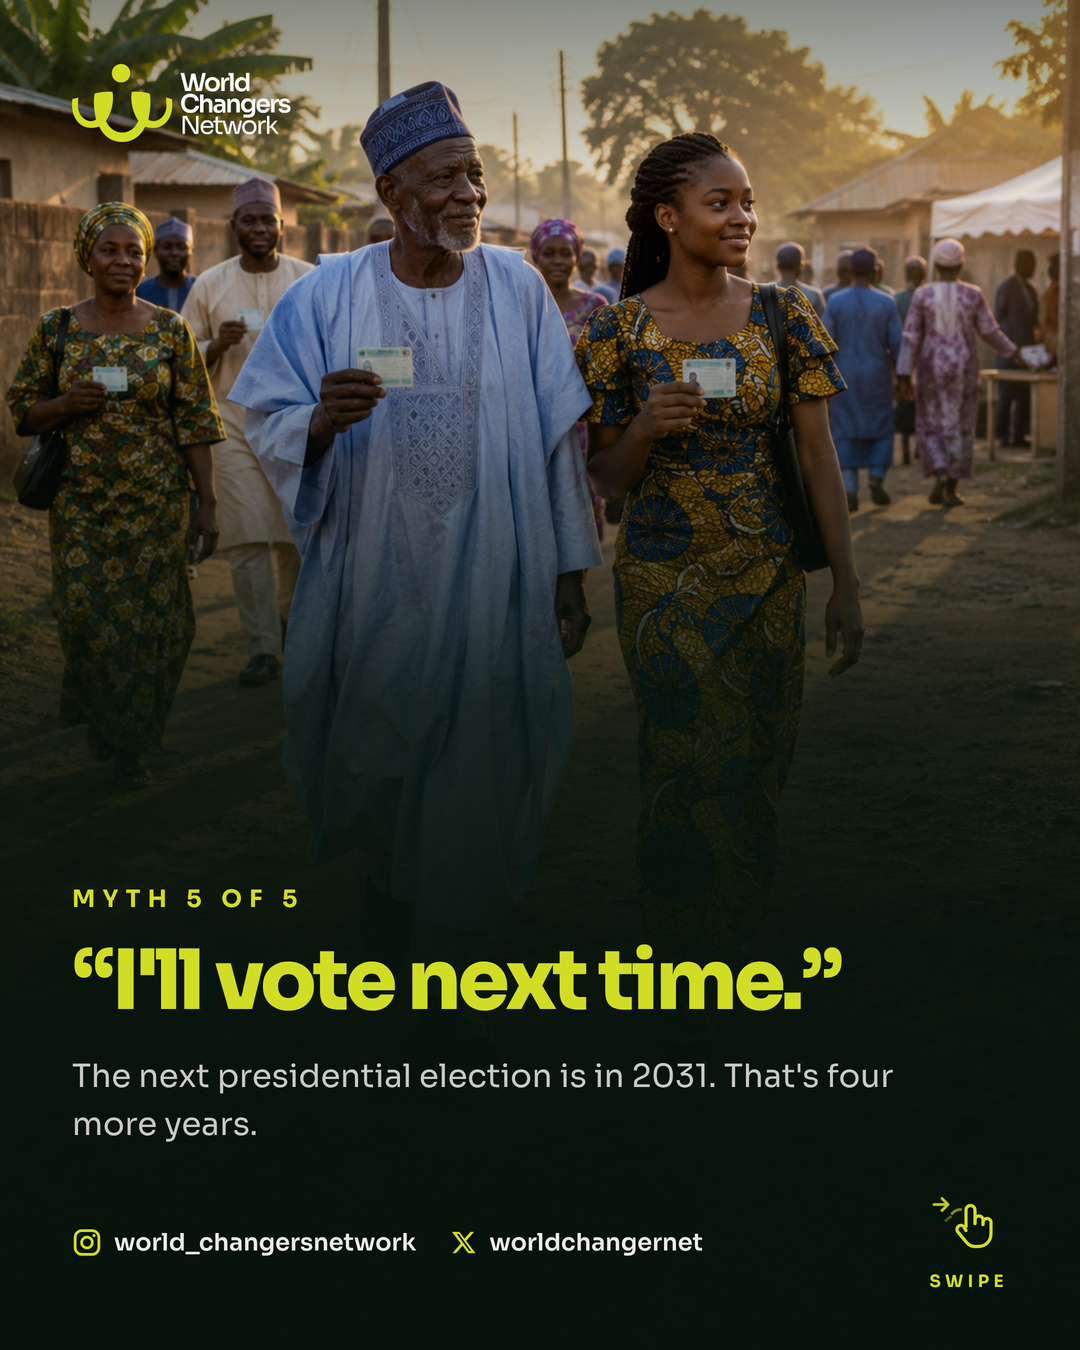 World
Changers
Network
MYTH 5 OF 5
“I'll vote next time.”
The next presidential election is in 2031. That's four
more years.
world_changersnetwork
worldchangernet
SWIPE